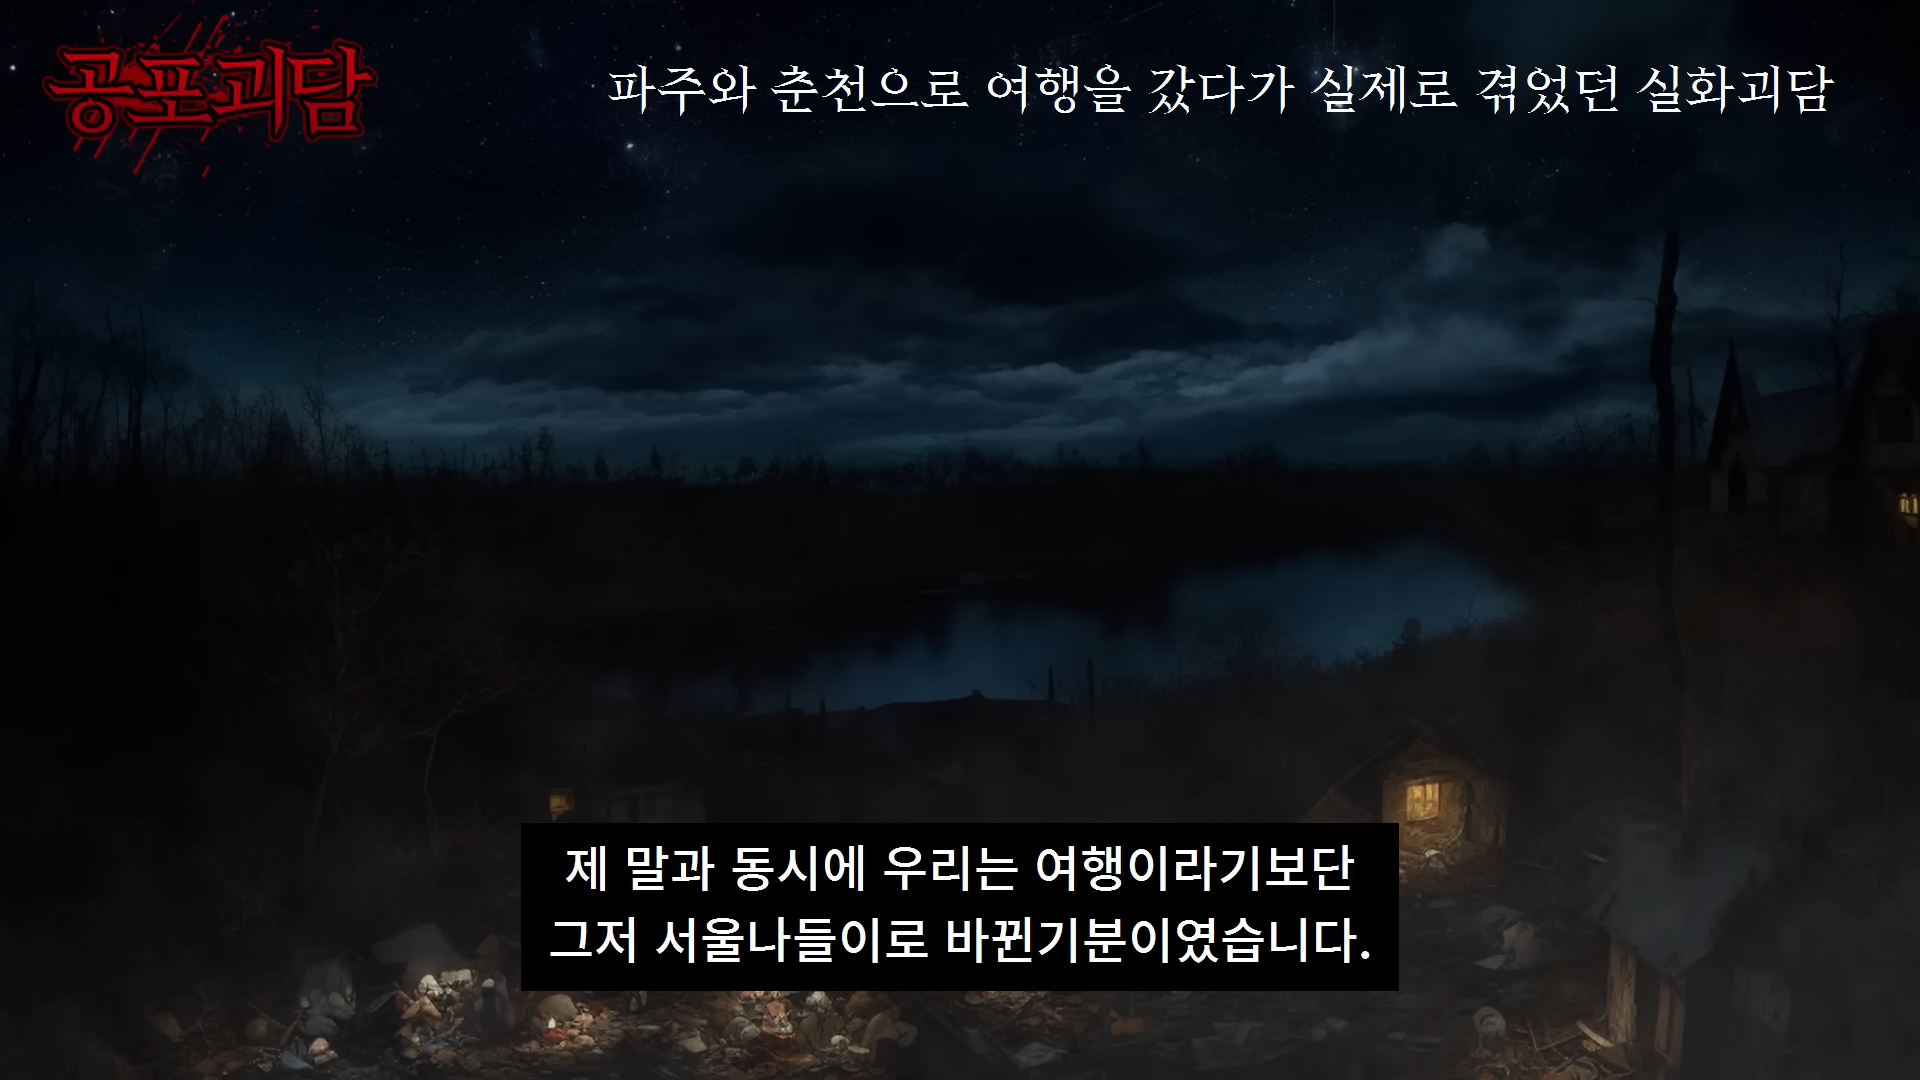 공포괴담
파주와 춘천으로 여행을 갔다가 실제로 겪었던 실화괴담
제 말과 동시에 우리는 여행이라기보단
그저 서울나들이로 바뀐기분이였습니다.